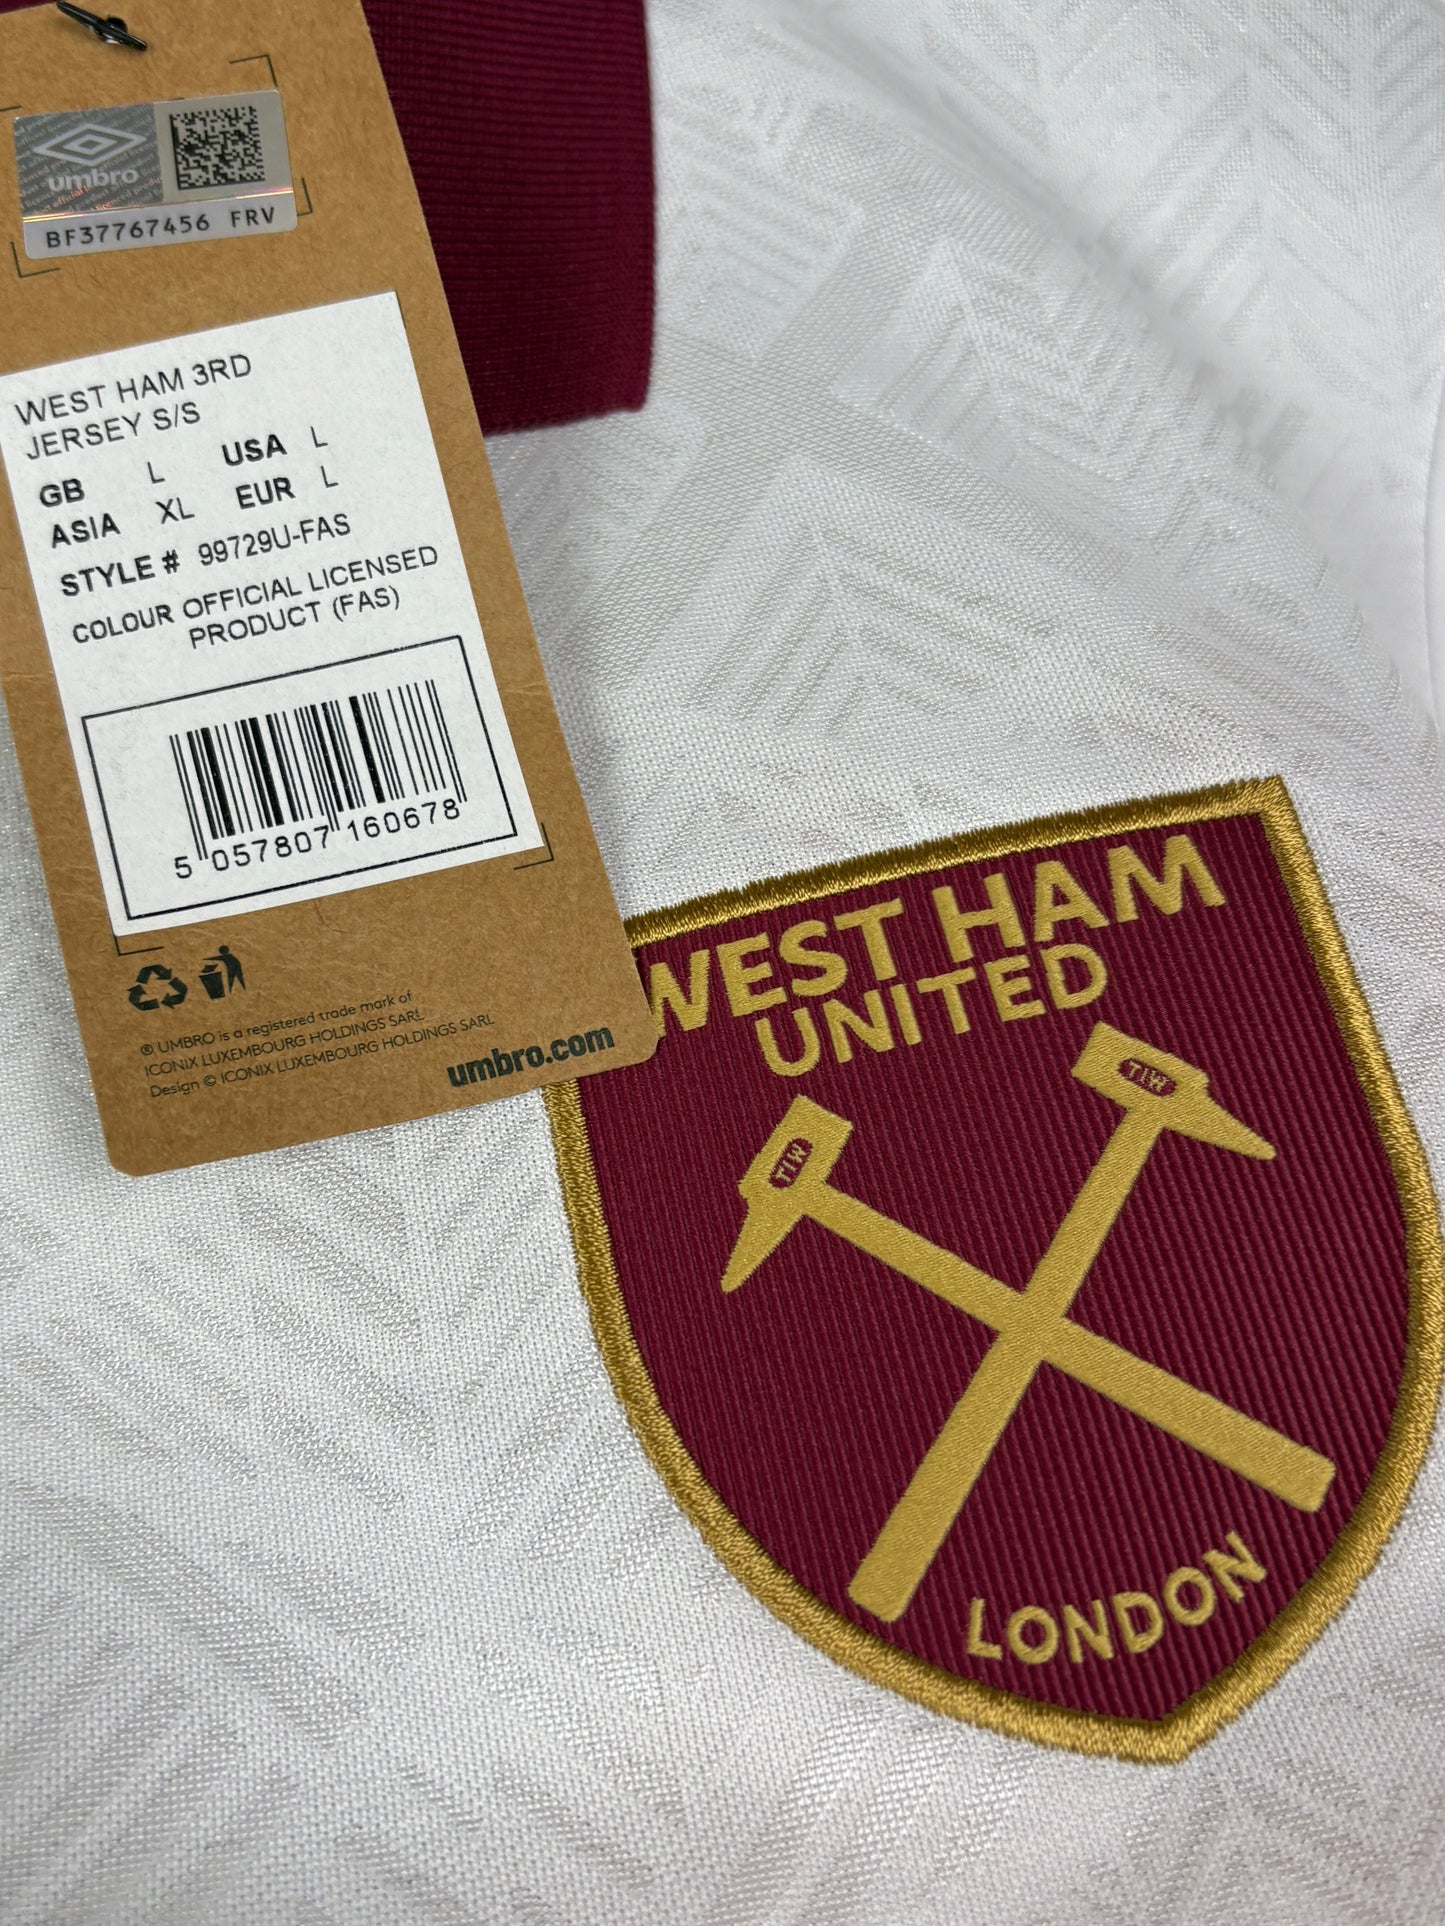 umbro
BF37767456 FRV
WEST HAM 3RD
JERSEY S/S
GB L USA L
ASIA XL EUR L
STYLE # 99729U-FAS
COLOUR OFFICIAL LICENSED
PRODUCT (FAS)
5 057807 160678
® UMBRO is a registered trade mark of
ICONIX LUXEMBOURG HOLDINGS SARL
Design © ICONIX LUXEMBOURG HOLDINGS SARL
umbro.com
WEST HAM
UNITED
TIW
TIW
LONDON